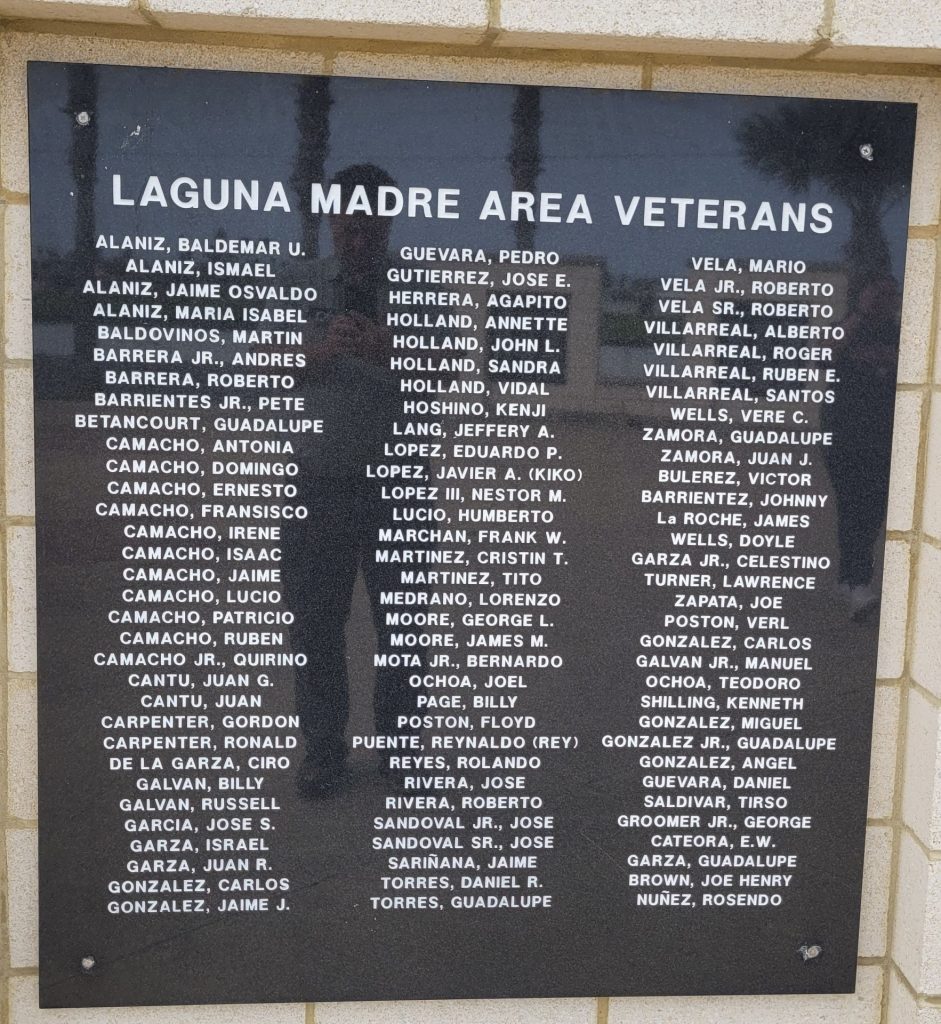 LAGUNA MADRE AREA VETERANS
ALANIZ, BALDEMAR U.
ALANIZ, ISMAEL
ALANIZ, JAIME OSVALDO
ALANIZ, MARIA ISABEL
BALDOVINOS, MARTIN
BARRERA JR., ANDRES
BARRERA, ROBERTO
BARRIENTES JR., PETE
BETANCOURT, GUADALUPE
CAMACHO, ANTONIA
CAMACHO, DOMINGO
CAMACHO, ERNESTO
CAMACHO, FRANSISCO
CAMACHO, IRENE
CAMACHO, ISAAC
CAMACHO, JAIME
CAMACHO, LUCIO
CAMACHO, PATRICIO
CAMACHO, RUBEN
CAMACHO JR., QUIRINO
CANTU, JUAN G.
CANTU, JUAN
CARPENTER, GORDON
CARPENTER, RONALD
DE LA GARZA, CIRO
GALVAN, BILLY
GALVAN, RUSSELL
GARCIA, JOSE S.
GARZA, ISRAEL
GARZA, JUAN R.
GONZALEZ, CARLOS
GONZALEZ, JAIME J.
GUEVARA, PEDRO
GUTIERREZ, JOSE E.
HERRERA, AGAPITO
HOLLAND, ANNETTE
HOLLAND, JOHN L.
HOLLAND, SANDRA
HOLLAND, VIDAL
HOSHINO, KENJI
LANG, JEFFERY A.
LOPEZ, EDUARDO P.
LOPEZ, JAVIER A. (KIKO)
LOPEZ III, NESTOR M.
LUCIO, HUMBERTO
MARCHAN, FRANK W.
MARTINEZ, CRISTIN T.
MARTINEZ, TITO
MEDRANO, LORENZO
MOORE, GEORGE L.
MOORE, JAMES M.
MOTA JR., BERNARDO
OCHOA, JOEL
PAGE, BILLY
POSTON, FLOYD
PUENTE, REYNALDO (REY)
REYES, ROLANDO
RIVERA, JOSE
RIVERA, ROBERTO
SANDOVAL JR., JOSE
SANDOVAL SR., JOSE
SARIÑANA, JAIME
TORRES, DANIEL R.
TORRES, GUADALUPE
VELA, MARIO
VELA JR., ROBERTO
VELA SR., ROBERTO
VILLARREAL, ALBERTO
VILLARREAL, ROGER
VILLARREAL, RUBEN E.
VILLARREAL, SANTOS
WELLS, VERE C.
ZAMORA, GUADALUPE
ZAMORA, JUAN J.
BULEREZ, VICTOR
BARRIENTEZ, JOHNNY
La ROCHE, JAMES
WELLS, DOYLE
GARZA JR., CELESTINO
TURNER, LAWRENCE
ZAPATA, JOE
POSTON, VERL
GONZALEZ, CARLOS
GALVAN JR., MANUEL
OCHOA, TEODORO
SHILLING, KENNETH
GONZALEZ, MIGUEL
GONZALEZ JR., GUADALUPE
GONZALEZ, ANGEL
GUEVARA, DANIEL
SALDIVAR, TIRSO
GROOMER JR., GEORGE
CATEORA, E.W.
GARZA, GUADALUPE
BROWN, JOE HENRY
NUÑEZ, ROSENDO